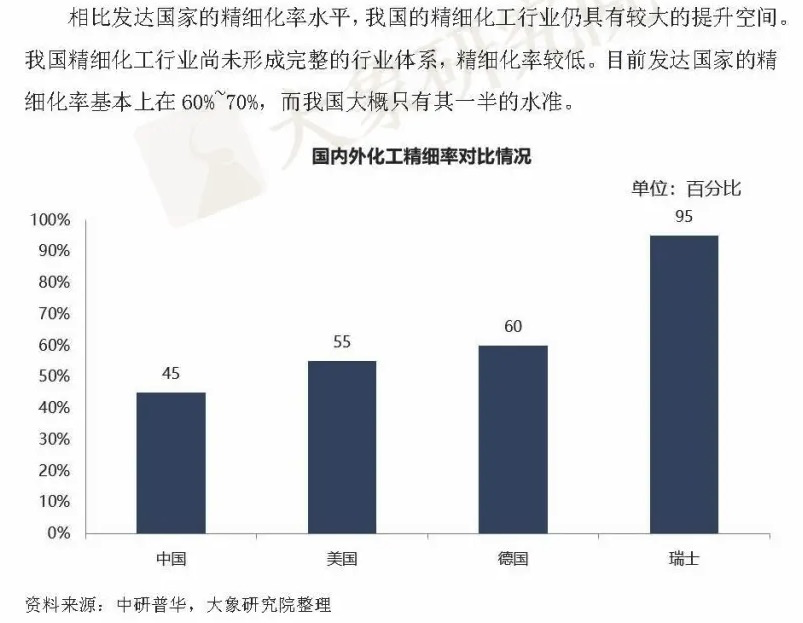 相比发达国家的精细化率水平，我国的精细化工行业仍具有较大的提升空间。
我国精细化工行业尚未形成完整的行业体系，精细化率较低。目前发达国家的精
细化率基本上在 60%~70%，而我国大概只有其一半的水准。
国内外化工精细率对比情况
单位：百分比
100%
90%
80%
70%
60%
50%
40%
30%
20%
10%
0%
45
55
60
95
中国
美国
德国
瑞士
资料来源：中研普华，大象研究院整理